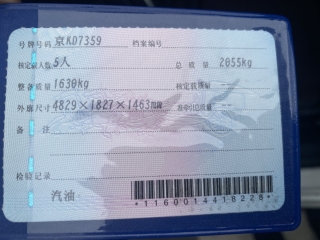 号牌号码 京KD7359 档案编号
核定载人数 5人 总质量 2055kg
整备质量 1630kg 核定载质量 --
外廓尺寸 4829×1827×1463mm 准牵引总质量 --
备注
检验记录
汽油
*1160014418228*